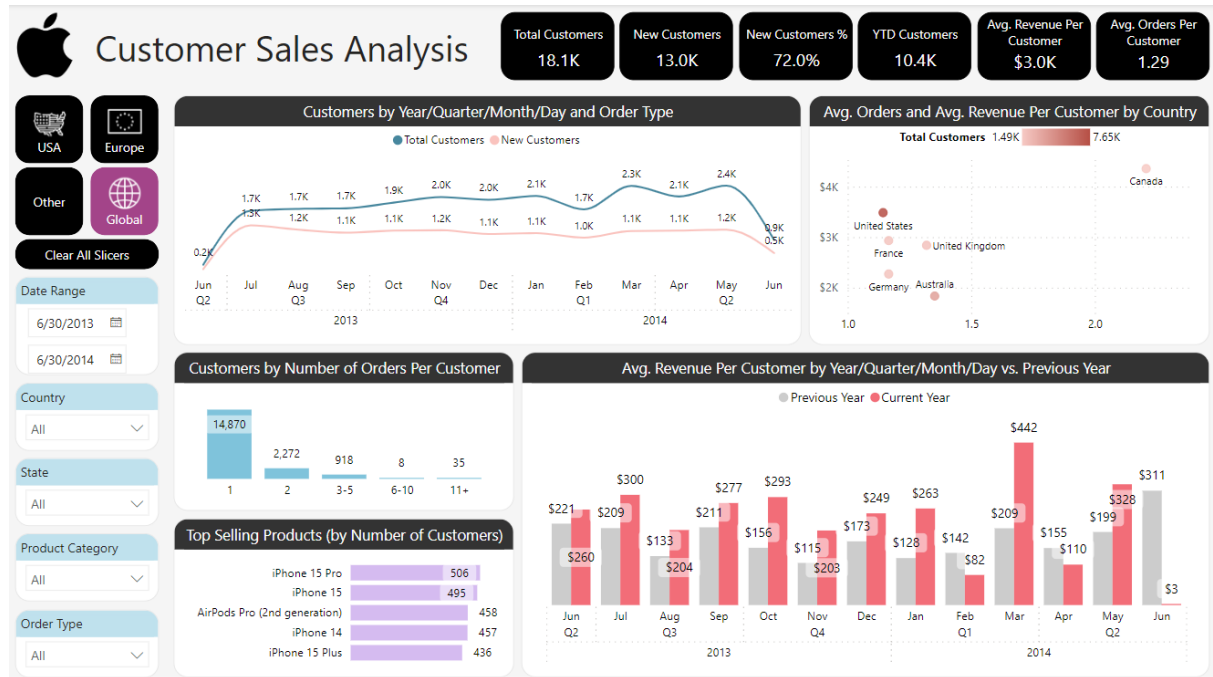 Customer Sales Analysis
Total Customers
18.1K
New Customers
13.0K
New Customers %
72.0%
YTD Customers
10.4K
Avg. Revenue Per
Customer
$3.0K
Avg. Orders Per
Customer
1.29
USA
Europe
Other
Global
Clear All Slicers
Date Range
6/30/2013
6/30/2014
Country
All
State
All
Product Category
All
Order Type
All
Customers by Year/Quarter/Month/Day and Order Type
Total Customers New Customers
0.2K 1.7K 1.7K 1.7K 1.9K 2.0K 2.0K 2.1K 1.7K 2.3K 2.1K 2.4K 0.9K
1.3K 1.2K 1.1K 1.1K 1.2K 1.1K 1.1K 1.0K 1.1K 1.1K 1.2K 0.5K
Jun Jul Aug Sep Oct Nov Dec Jan Feb Mar Apr May Jun
Q2 Q3 Q4 Q1 Q2
2013 2014
Avg. Orders and Avg. Revenue Per Customer by Country
Total Customers 1.49K 7.65K
$4K
Canada
United States
$3K
United Kingdom
France
$2K
Germany
Australia
1.0 1.5 2.0
Customers by Number of Orders Per Customer
14,870 2,272 918 8 35
1 2 3-5 6-10 11+
Top Selling Products (by Number of Customers)
iPhone 15 Pro 506
iPhone 15 495
AirPods Pro (2nd generation) 458
iPhone 14 457
iPhone 15 Plus 436
Avg. Revenue Per Customer by Year/Quarter/Month/Day vs. Previous Year
Previous Year Current Year
$221 $209 $133 $211 $156 $115 $173 $128 $142 $209 $155 $199 $311
$260 $300 $204 $277 $293 $203 $249 $263 $82 $442 $110 $328 $3
Jun Jul Aug Sep Oct Nov Dec Jan Feb Mar Apr May Jun
Q2 Q3 Q4 Q1 Q2
2013 2014